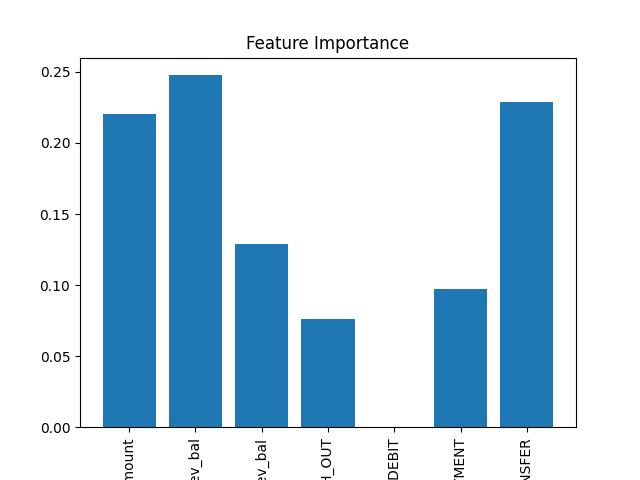 Feature Importance
0.25
0.20
0.15
0.10
0.05
0.00
mount
ev_bal
ev_bal
H_OUT
DEBIT
YMENT
NSFER